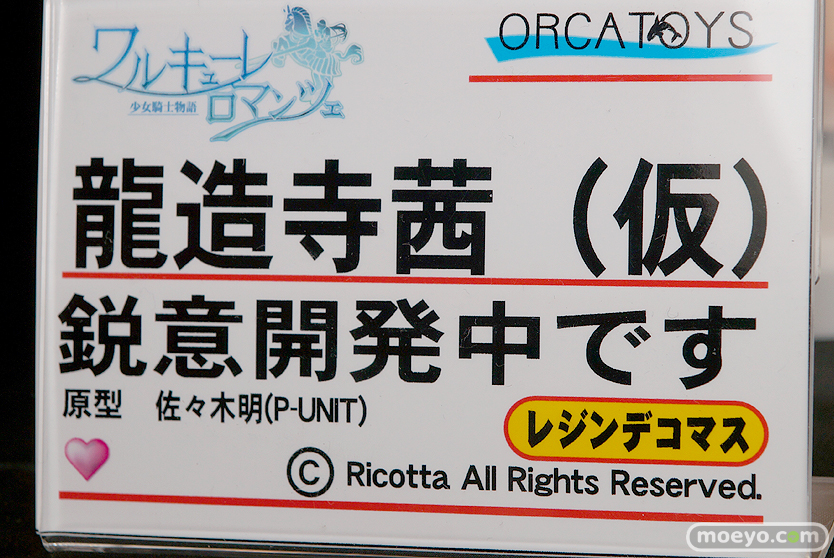 ワルキューレ
ロマンツェ
少女騎士物語
ORCATOYS
龍造寺茜（仮）
鋭意開発中です
原型　佐々木明(P-UNIT)
レジンデコマス
Ⓒ Ricotta All Rights Reserved.
moeyo.com